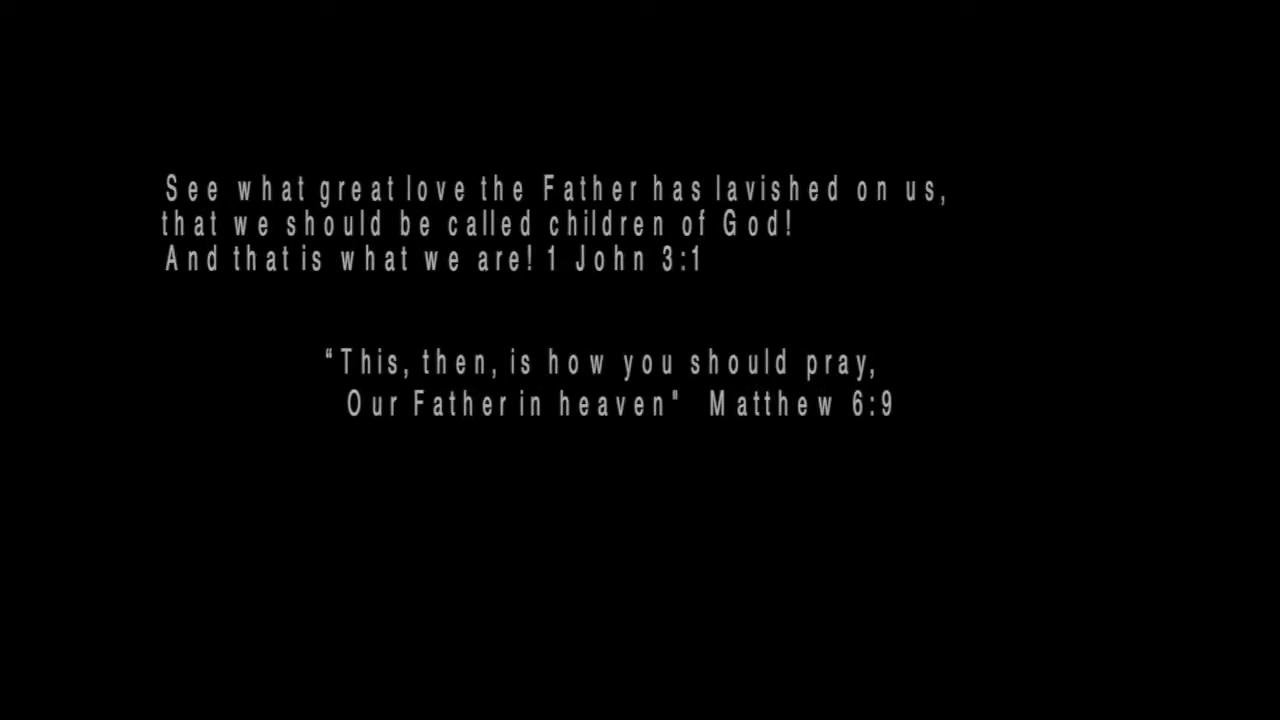 See what great love the Father has lavished on us,
that we should be called children of God!
And that is what we are! 1 John 3:1
“This, then, is how you should pray,
Our Father in heaven" Matthew 6:9